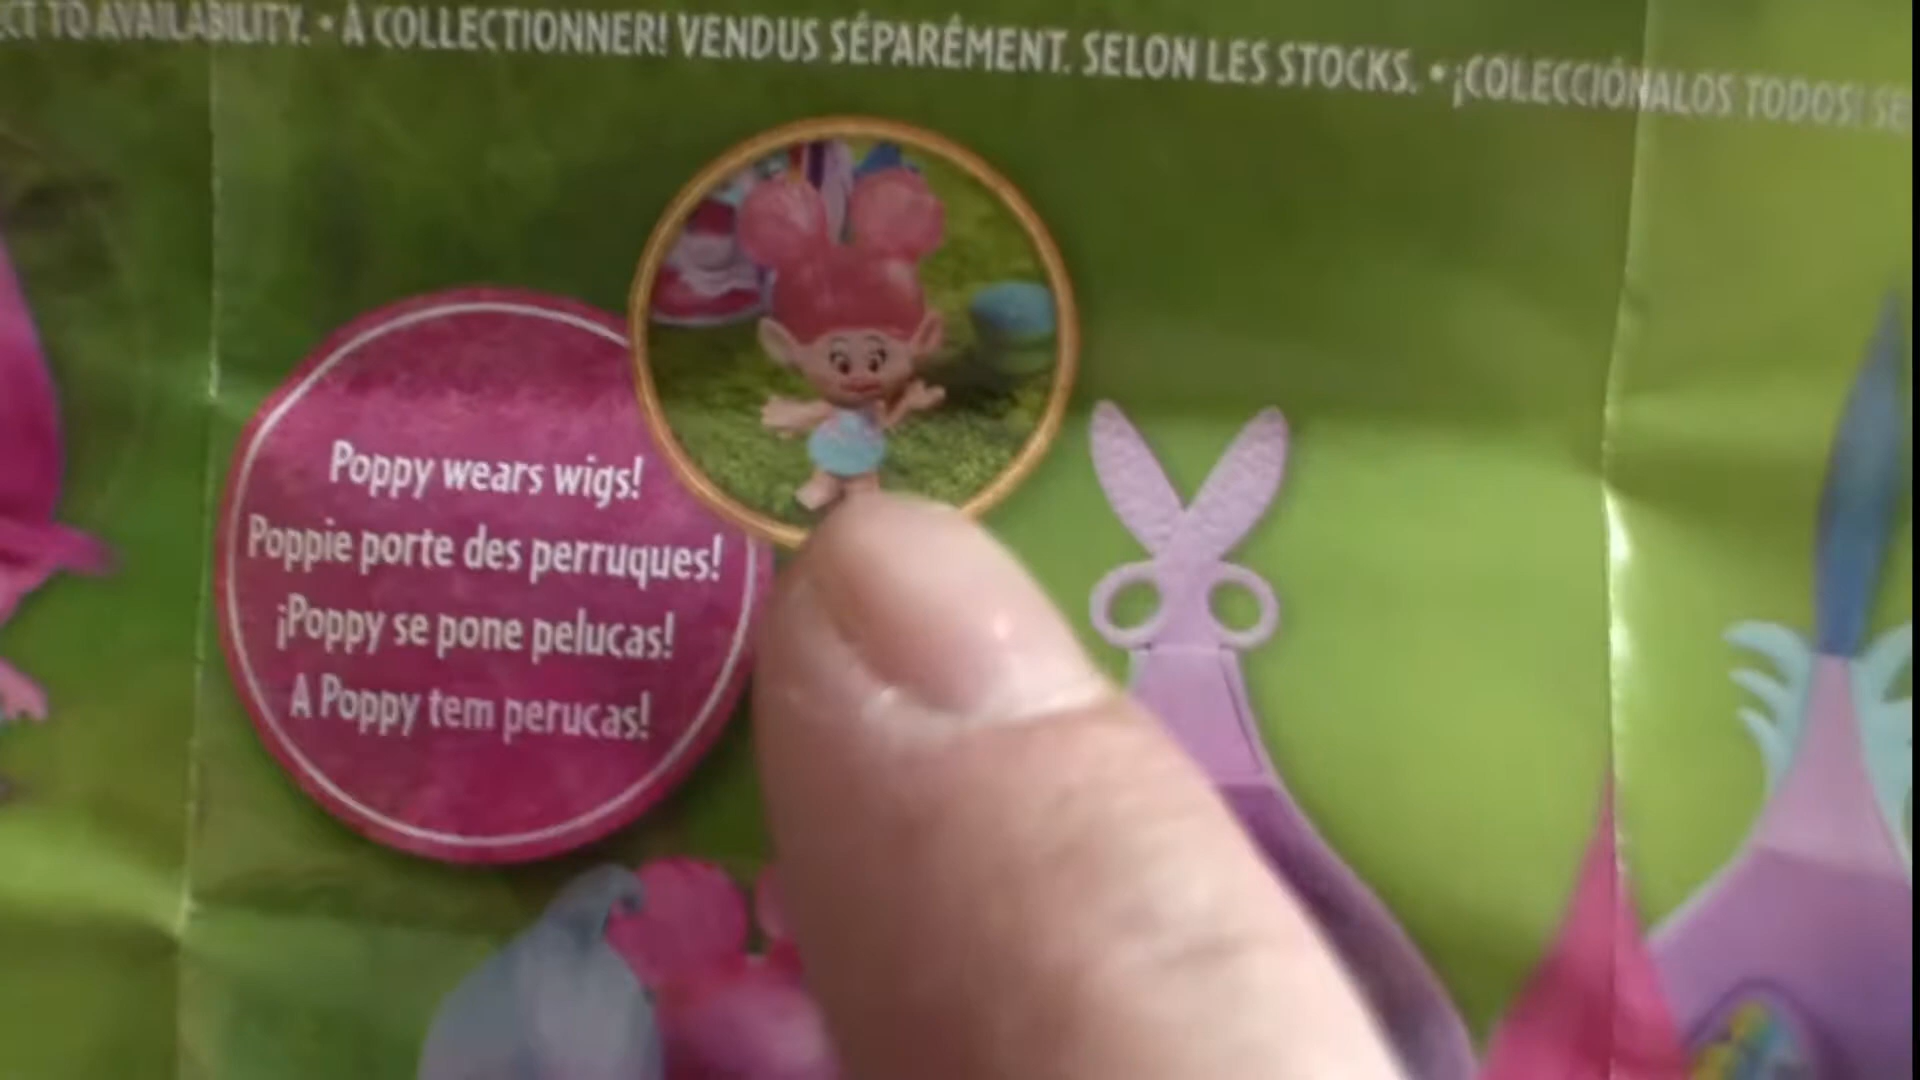 CT TO AVAILABILITY. • À COLLECTIONNER! VENDUS SÉPARÉMENT. SELON LES STOCKS. • ¡COLECCIÓNALOS TODOS! SE
Poppy wears wigs!
Poppie porte des perruques!
¡Poppy se pone pelucas!
A Poppy tem perucas!